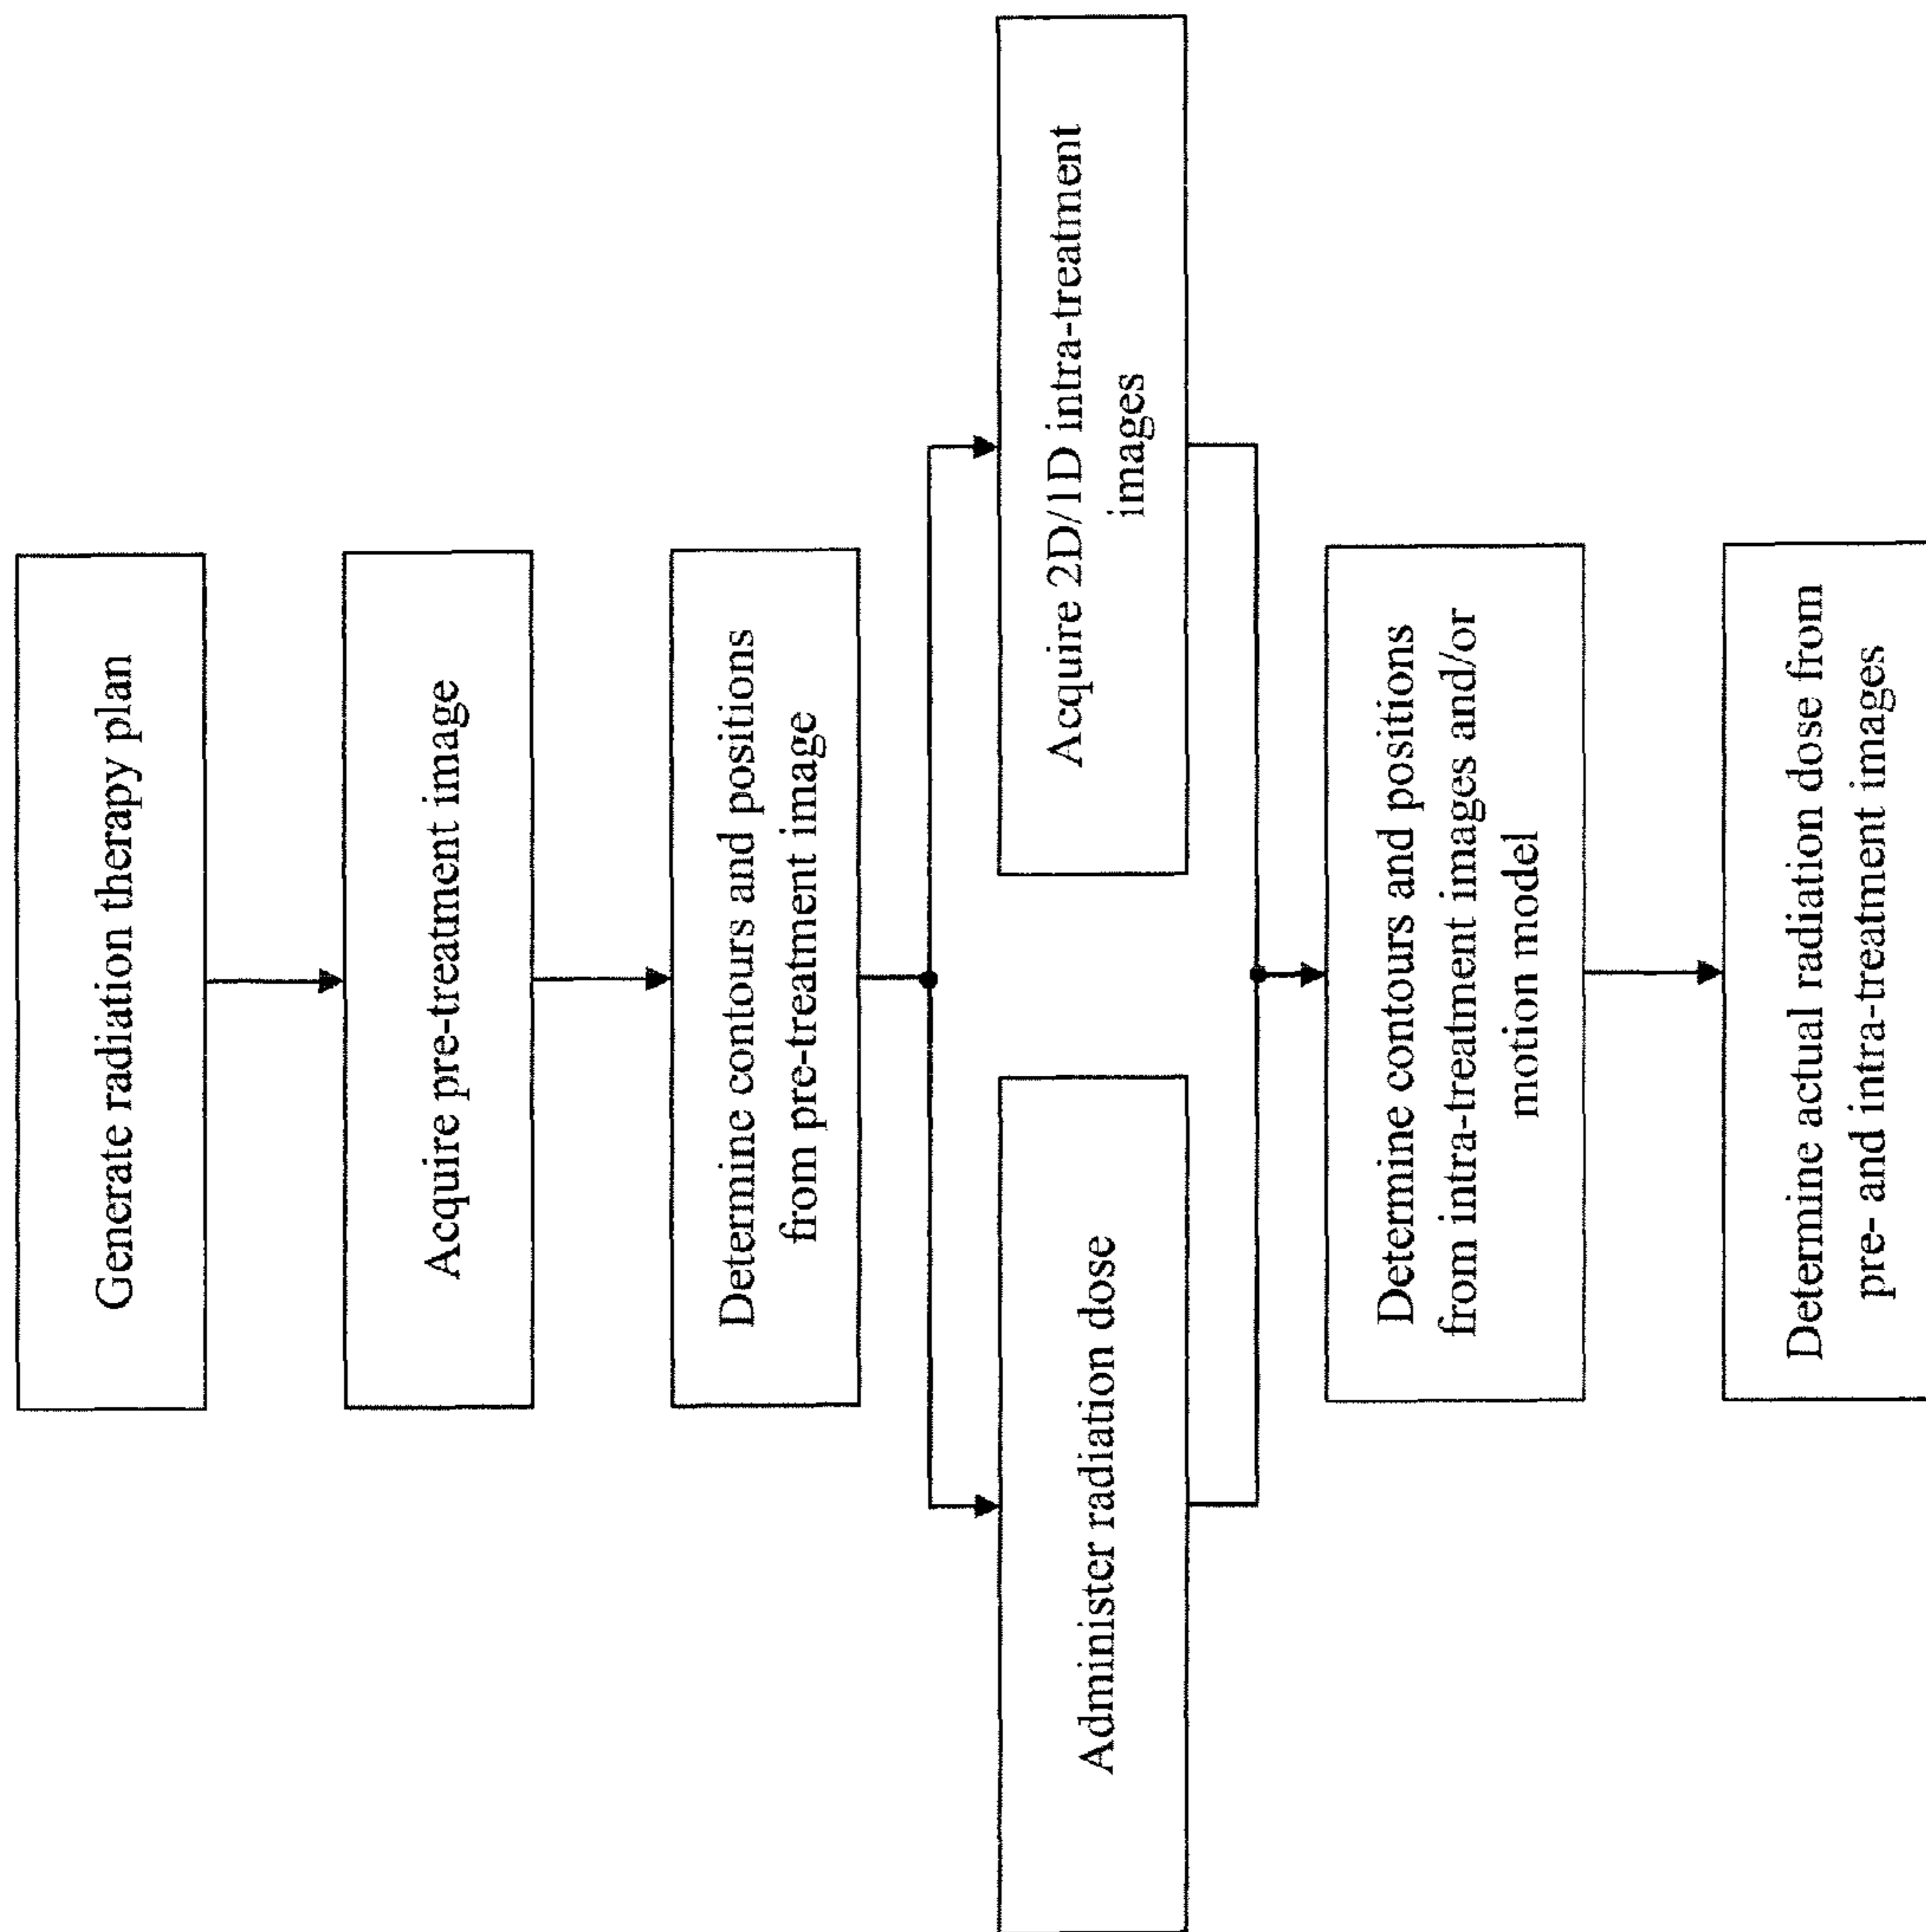 Generate radiation therapy plan
Acquire pre-treatment image
Determine contours and positions
from pre-treatment image
Administer radiation dose
Acquire 2D/1D intra-treatment
images
Determine contours and positions
from intra-treatment images and/or
motion model
Determine actual radiation dose from
pre- and intra-treatment images